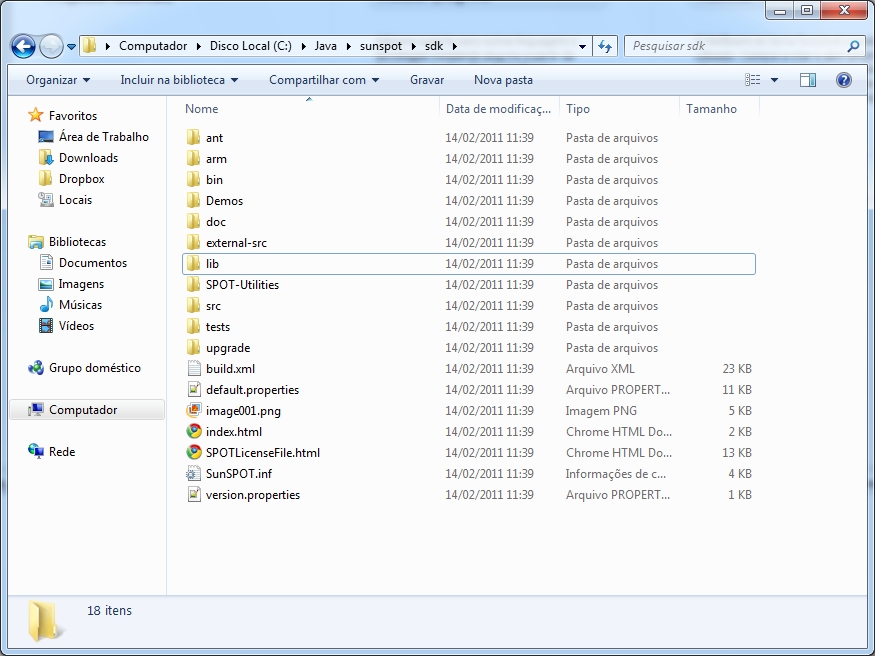 Computador Disco Local (C:) Java sunspot sdk Pesquisar sdk
Organizar Incluir na biblioteca Compartilhar com Gravar Nova pasta
Favoritos
Área de Trabalho
Downloads
Dropbox
Locais
Bibliotecas
Documentos
Imagens
Músicas
Vídeos
Grupo doméstico
Computador
Rede
Nome Data de modificaç... Tipo Tamanho
ant 14/02/2011 11:39 Pasta de arquivos
arm 14/02/2011 11:39 Pasta de arquivos
bin 14/02/2011 11:39 Pasta de arquivos
Demos 14/02/2011 11:39 Pasta de arquivos
doc 14/02/2011 11:39 Pasta de arquivos
external-src 14/02/2011 11:39 Pasta de arquivos
lib 14/02/2011 11:39 Pasta de arquivos
SPOT-Utilities 14/02/2011 11:39 Pasta de arquivos
src 14/02/2011 11:39 Pasta de arquivos
tests 14/02/2011 11:39 Pasta de arquivos
upgrade 14/02/2011 11:39 Pasta de arquivos
build.xml 14/02/2011 11:39 Arquivo XML 23 KB
default.properties 14/02/2011 11:39 Arquivo PROPERT... 11 KB
image001.png 14/02/2011 11:39 Imagem PNG 5 KB
index.html 14/02/2011 11:39 Chrome HTML Do... 2 KB
SPOTLicenseFile.html 14/02/2011 11:39 Chrome HTML Do... 13 KB
SunSPOT.inf 14/02/2011 11:39 Informações de c... 4 KB
version.properties 14/02/2011 11:39 Arquivo PROPERT... 1 KB
18 itens